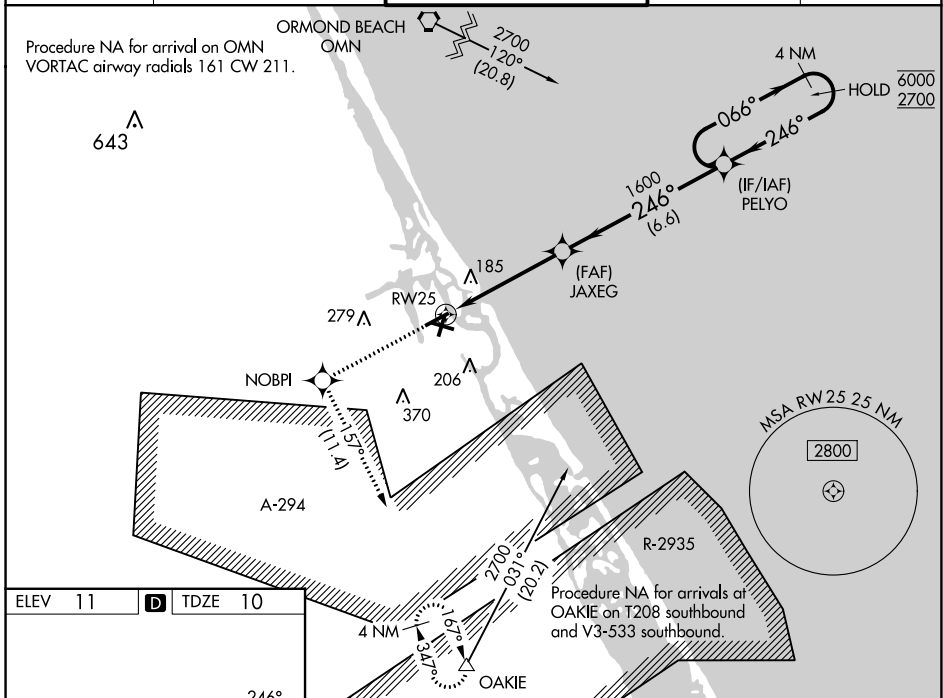 Procedure NA for arrival on OMN
VORTAC airway radials 161 CW 211.
ORMOND BEACH
OMN
2700
120°
(20.8)
4 NM
HOLD
6000
2700
066°
246°
643
(IF/IAF)
PELYO
1600
246°
(6.6)
(FAF)
JAXEG
185
RW25
279
NOBPI
206
370
157°
(11.4)
MSA RW25 25 NM
2800
A-294
R-2935
2700
031°
(20.2)
Procedure NA for arrivals at
OAKIE on T208 southbound
and V3-533 southbound.
ELEV 11
D
TDZE 10
4 NM
167°
347°
OAKIE
246°